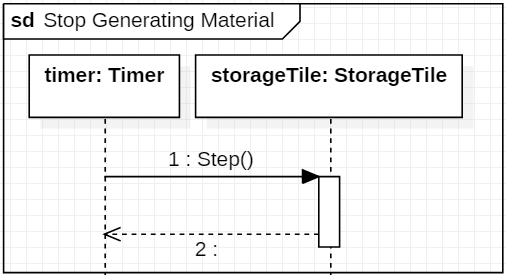 sd Stop Generating Material
timer: Timer
storageTile: StorageTile
1 : Step()
2 :